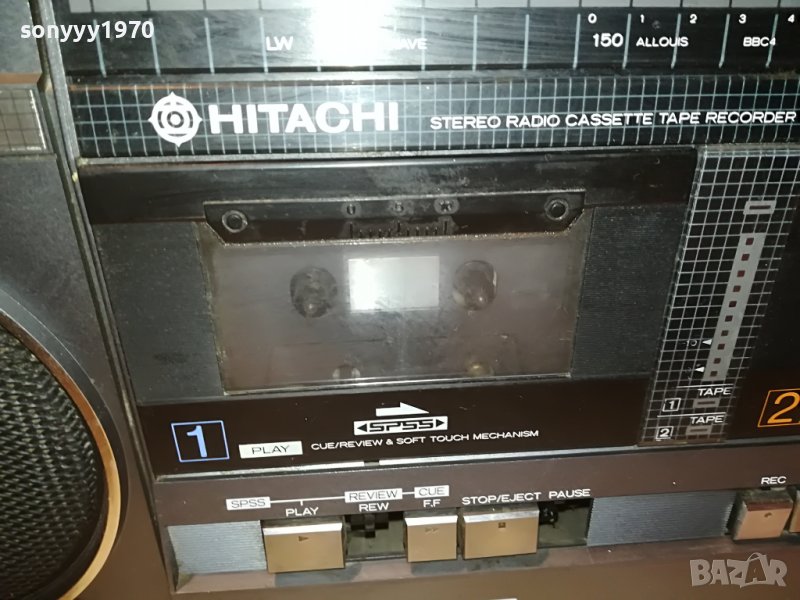 sonyyy1970
0 1 2 3 4
LW 150 ALLOUIS BBC4
HITACHI STEREO RADIO CASSETTE TAPE RECORDER
1 PLAY
SPSS
CUE/REVIEW & SOFT TOUCH MECHANISM
TAPE
1
TAPE
2
2
SPSS REVIEW CUE
PLAY REW F.F STOP/EJECT PAUSE REC
BAZAR